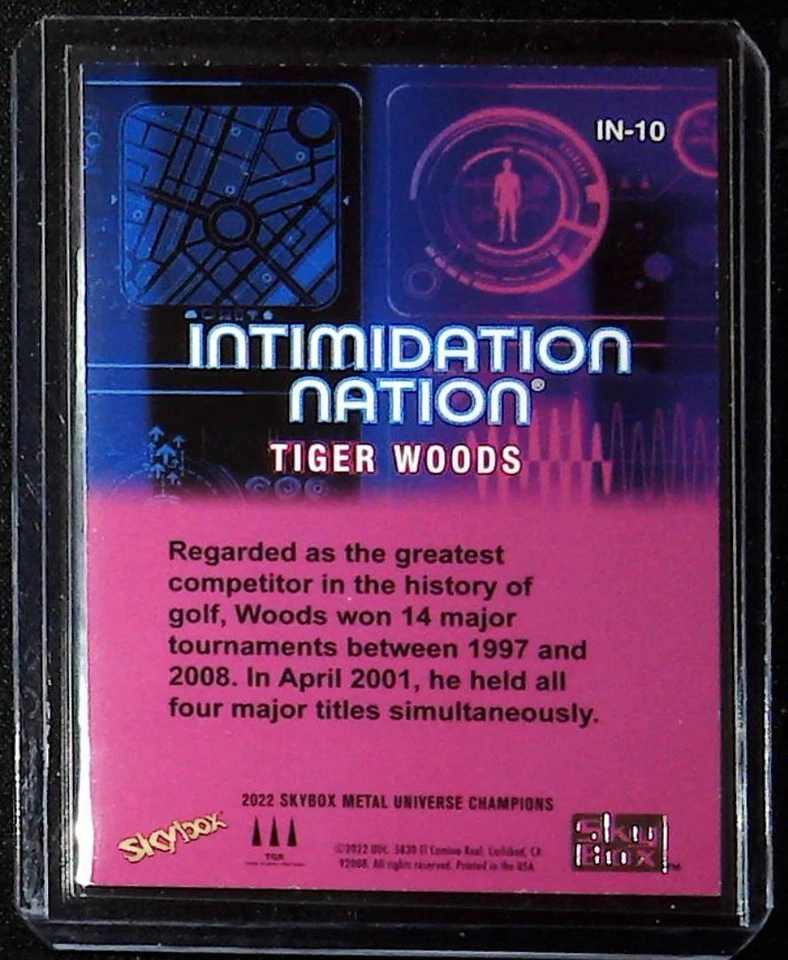 IN-10
INTIMIDATION
NATION®
TIGER WOODS
Regarded as the greatest
competitor in the history of
golf, Woods won 14 major
tournaments between 1997 and
2008. In April 2001, he held all
four major titles simultaneously.
2022 SKYBOX METAL UNIVERSE CHAMPIONS
Skybox
TGR
©2022 UDC. 5830 El Camino Real, Carlsbad, CA
92008. All rights reserved. Printed in the USA.
Sky
Box